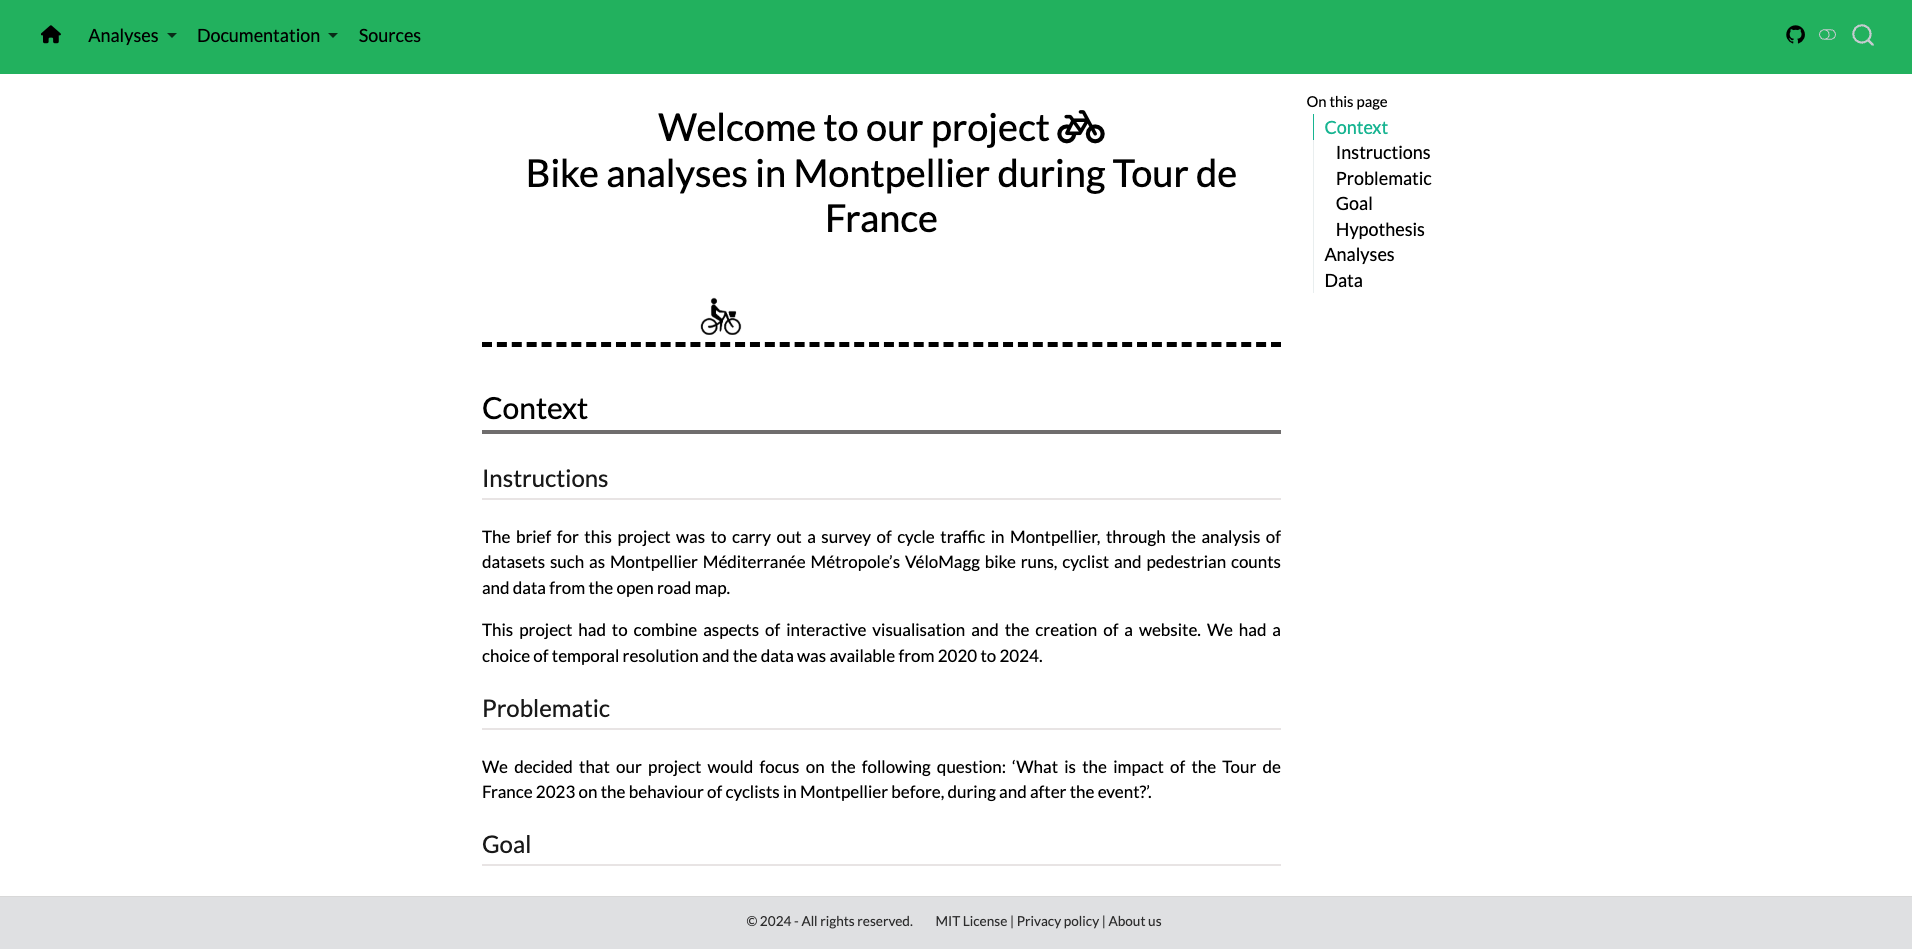 Analyses
Documentation
Sources
Welcome to our project
Bike analyses in Montpellier during Tour de
France
On this page
Context
Instructions
Problematic
Goal
Hypothesis
Analyses
Data
Context
Instructions
The brief for this project was to carry out a survey of cycle traffic in Montpellier, through the analysis of
datasets such as Montpellier Méditerranée Métropole’s VéloMagg bike runs, cyclist and pedestrian counts
and data from the open road map.
This project had to combine aspects of interactive visualisation and the creation of a website. We had a
choice of temporal resolution and the data was available from 2020 to 2024.
Problematic
We decided that our project would focus on the following question: ‘What is the impact of the Tour de
France 2023 on the behaviour of cyclists in Montpellier before, during and after the event?’.
Goal
© 2024 - All rights reserved. MIT License | Privacy policy | About us